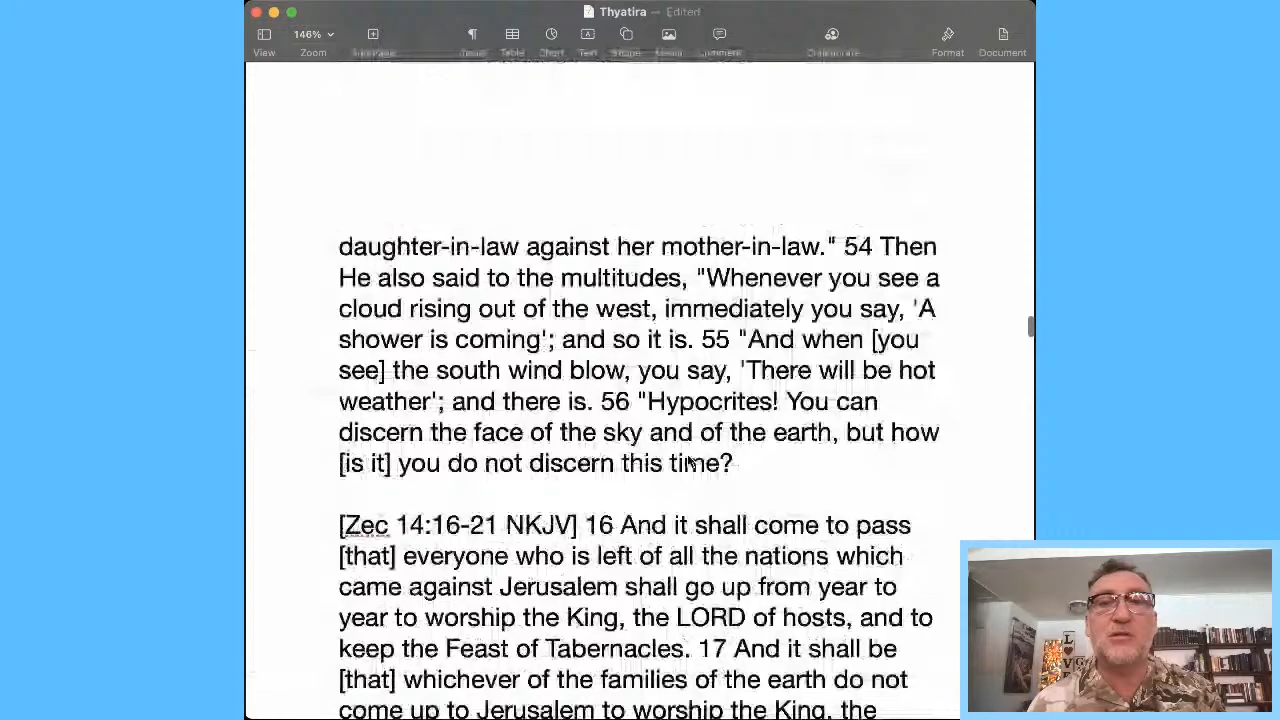 Thyatira — Edited
146%
View
Zoom
Table
Chart
Text
Shape
Format
Document
daughter-in-law against her mother-in-law." 54 Then
He also said to the multitudes, "Whenever you see a
cloud rising out of the west, immediately you say, 'A
shower is coming'; and so it is. 55 "And when [you
see] the south wind blow, you say, 'There will be hot
weather'; and there is. 56 "Hypocrites! You can
discern the face of the sky and of the earth, but how
[is it] you do not discern this time?
[Zec 14:16-21 NKJV] 16 And it shall come to pass
[that] everyone who is left of all the nations which
came against Jerusalem shall go up from year to
year to worship the King, the LORD of hosts, and to
keep the Feast of Tabernacles. 17 And it shall be
[that] whichever of the families of the earth do not
come up to Jerusalem to worship the King, the